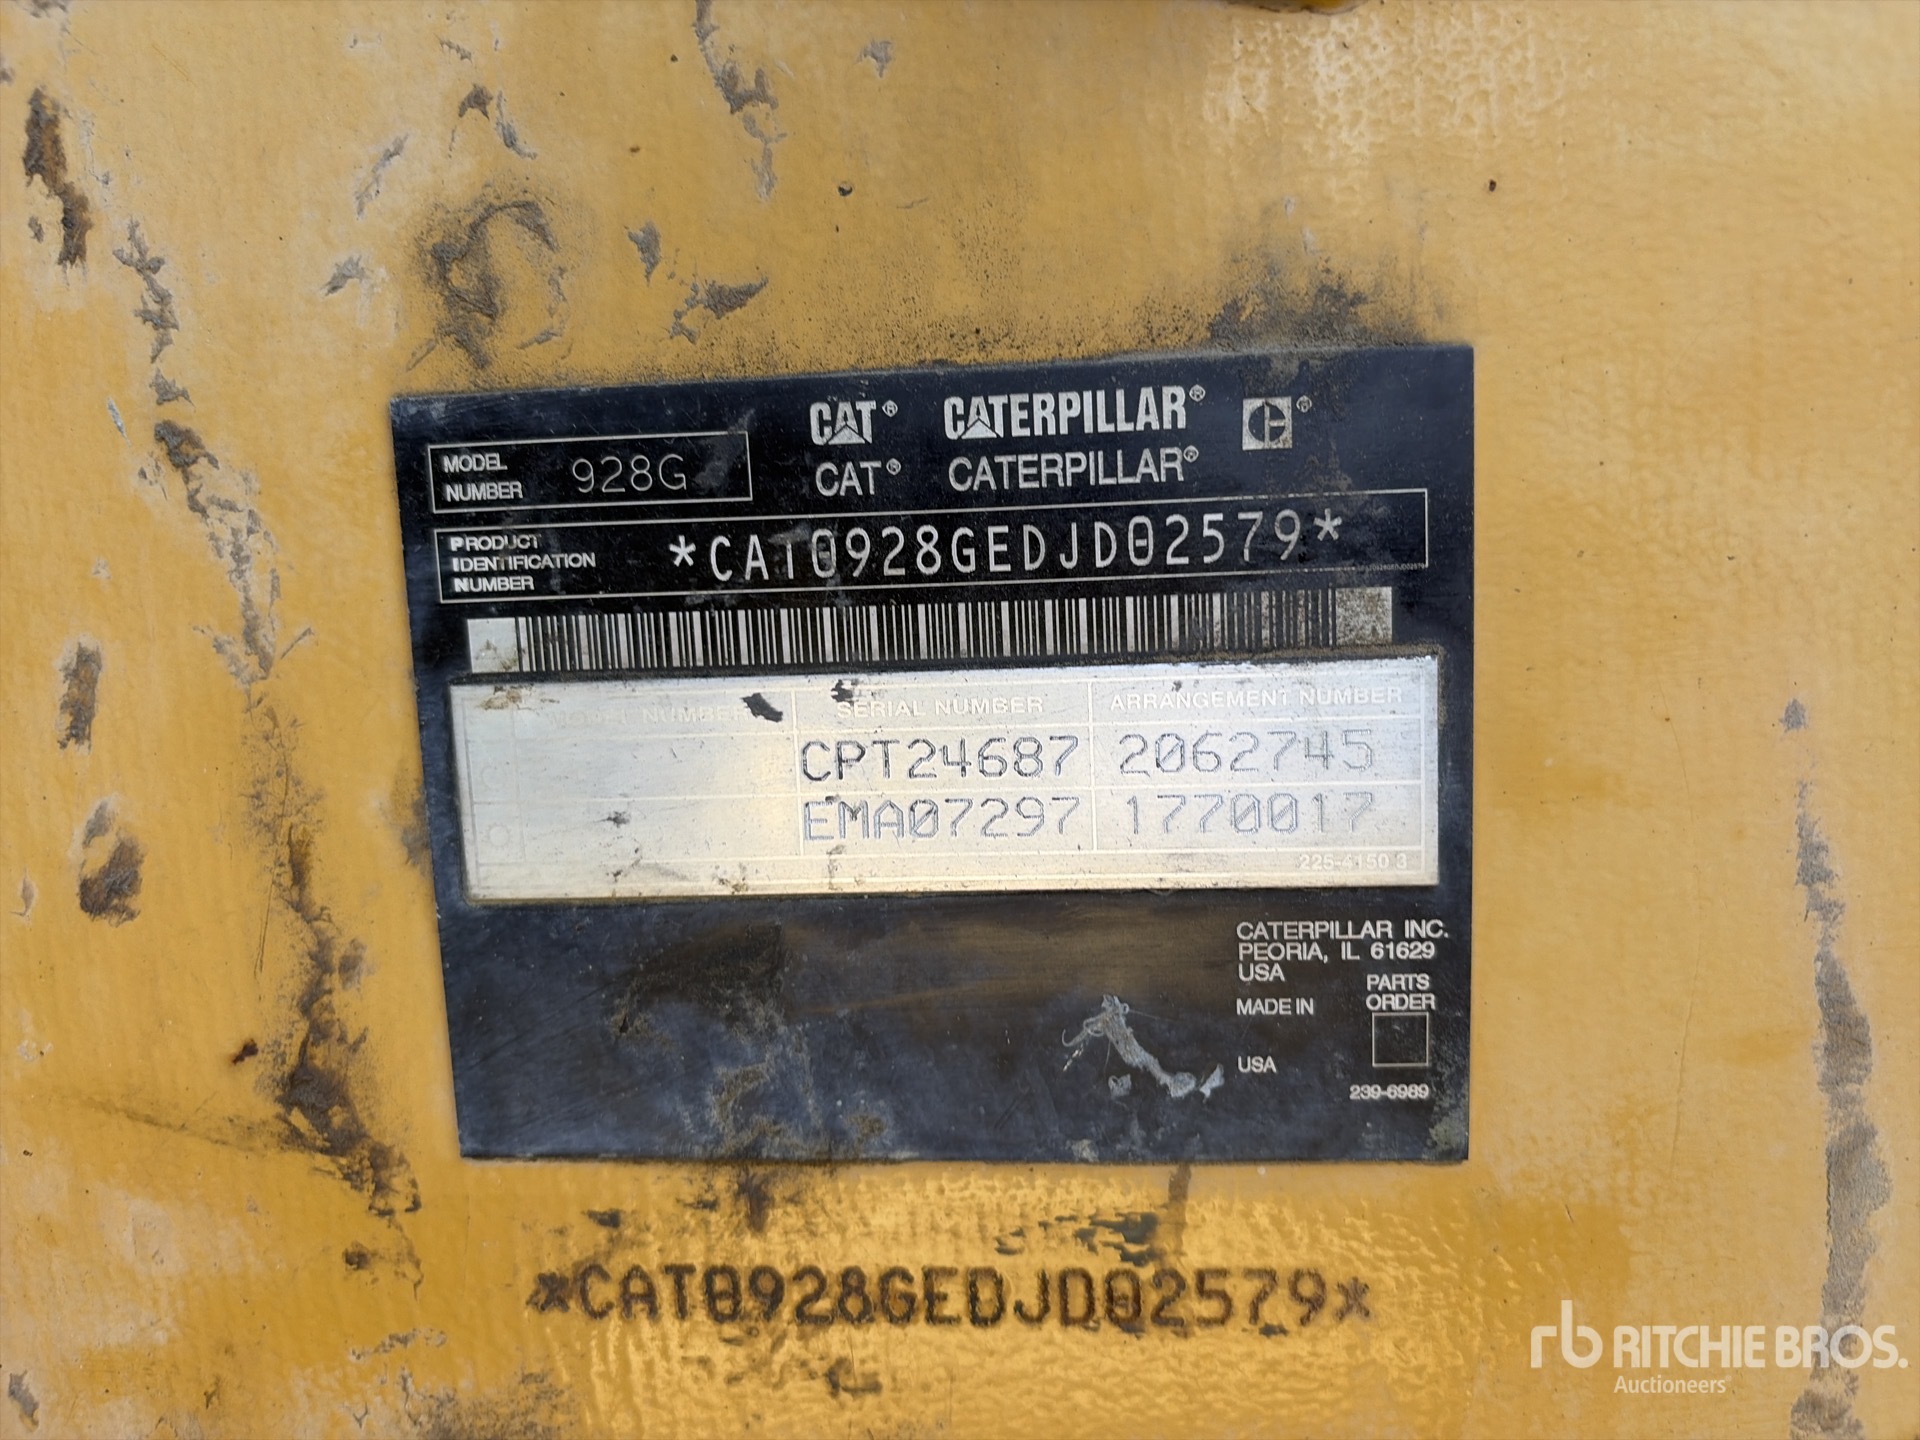 MODEL NUMBER 928G
CAT® CATERPILLAR® ®
CAT® CATERPILLAR®
PRODUCT IDENTIFICATION NUMBER *CAT0928GEDJD02579*
MODEL NUMBER SERIAL NUMBER ARRANGEMENT NUMBER
CPT24687 2062745
EMA07297 1770017
225-4150 3
CATERPILLAR INC.
PEORIA, IL 61629
USA
MADE IN
USA
PARTS
ORDER
239-6989
*CAT0928GEDJD02579*
rb RITCHIE BROS.
Auctioneers